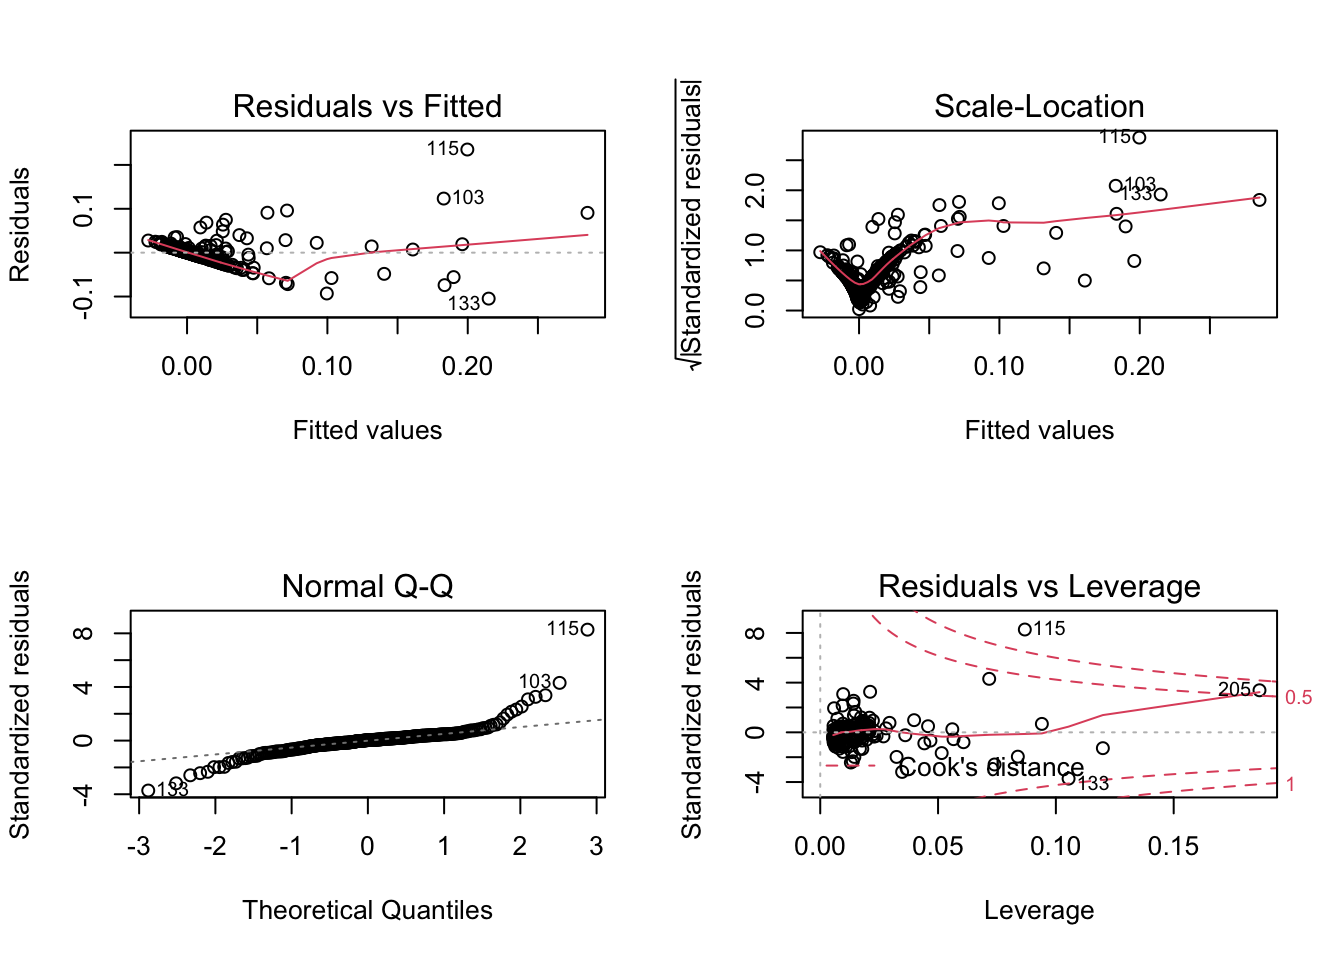 Residuals vs Fitted
Residuals
0.1
-0.1
115
103
133
0.00 0.10 0.20
Fitted values
Scale-Location
√|Standardized residuals|
2.0
1.0
0.0
115
103
133
0.00 0.10 0.20
Fitted values
Normal Q-Q
Standardized residuals
8
4
0
-4
115
103
133
-3 -2 -1 0 1 2 3
Theoretical Quantiles
Residuals vs Leverage
Standardized residuals
8
4
0
-4
115
205
0.5
Cook's distance
133
1
0.00 0.05 0.10 0.15
Leverage